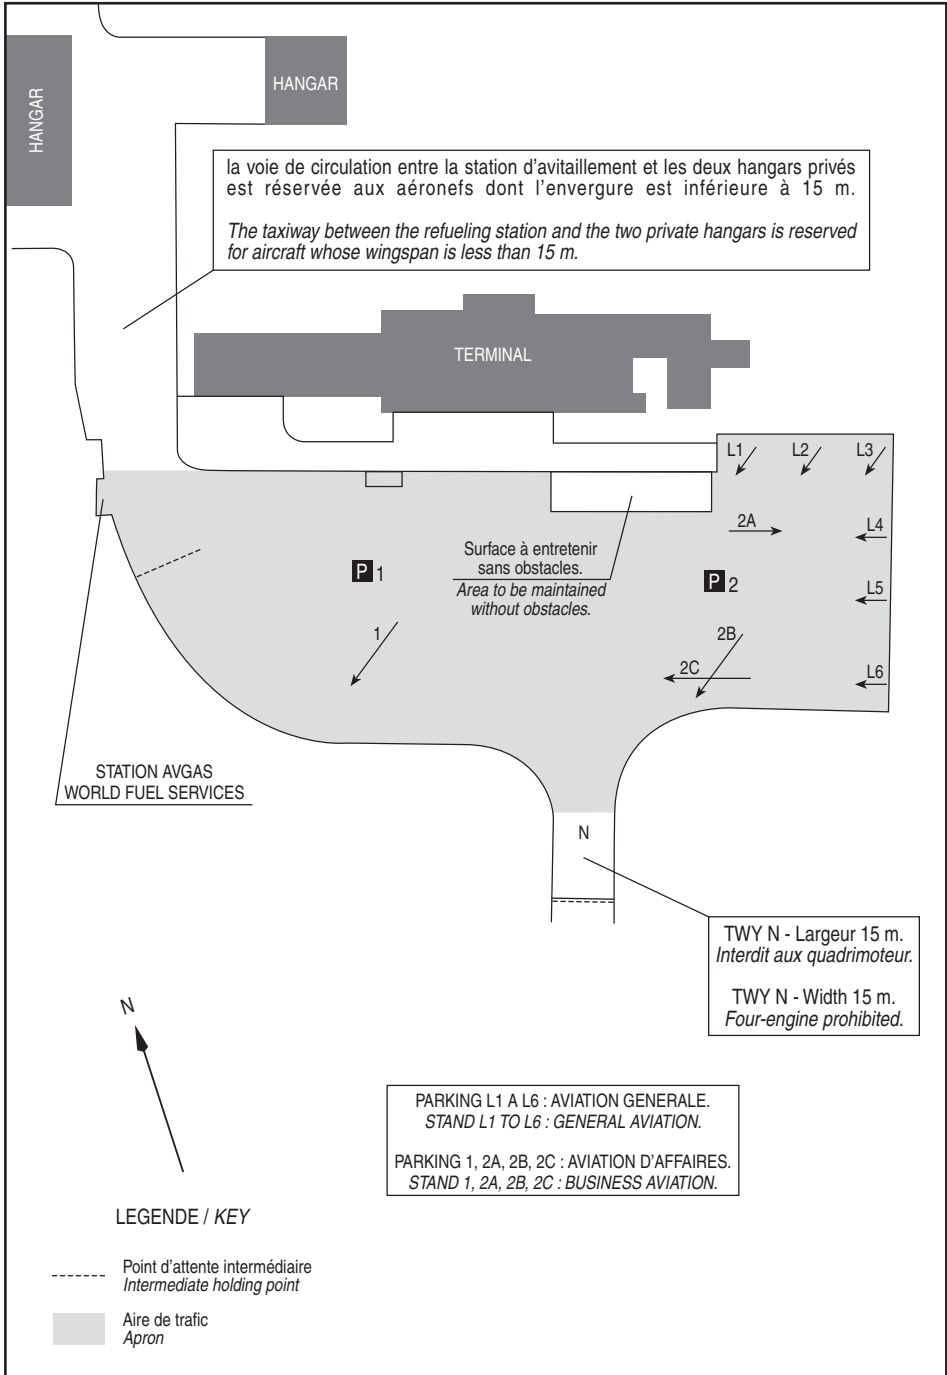 HANGAR
HANGAR
la voie de circulation entre la station d'avitaillement et les deux hangars privés
est réservée aux aéronefs dont l'envergure est inférieure à 15 m.
The taxiway between the refueling station and the two private hangars is reserved
for aircraft whose wingspan is less than 15 m.
TERMINAL
L1
L2
L3
2A
L4
Surface à entretenir
sans obstacles.
Area to be maintained
without obstacles.
P 1
P 2
L5
1
2B
2C
L6
STATION AVGAS
WORLD FUEL SERVICES
N
TWY N - Largeur 15 m.
Interdit aux quadrimoteur.
TWY N - Width 15 m.
Four-engine prohibited.
N
PARKING L1 A L6 : AVIATION GENERALE.
STAND L1 TO L6 : GENERAL AVIATION.
PARKING 1, 2A, 2B, 2C : AVIATION D'AFFAIRES.
STAND 1, 2A, 2B, 2C : BUSINESS AVIATION.
LEGENDE / KEY
Point d'attente intermédiaire
Intermediate holding point
Aire de trafic
Apron